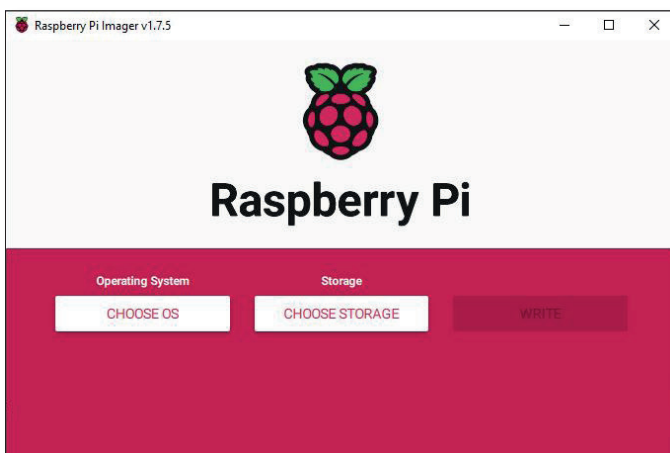 Raspberry Pi Imager v1.7.5
Raspberry Pi
Operating System
Storage
CHOOSE OS
CHOOSE STORAGE
WRITE